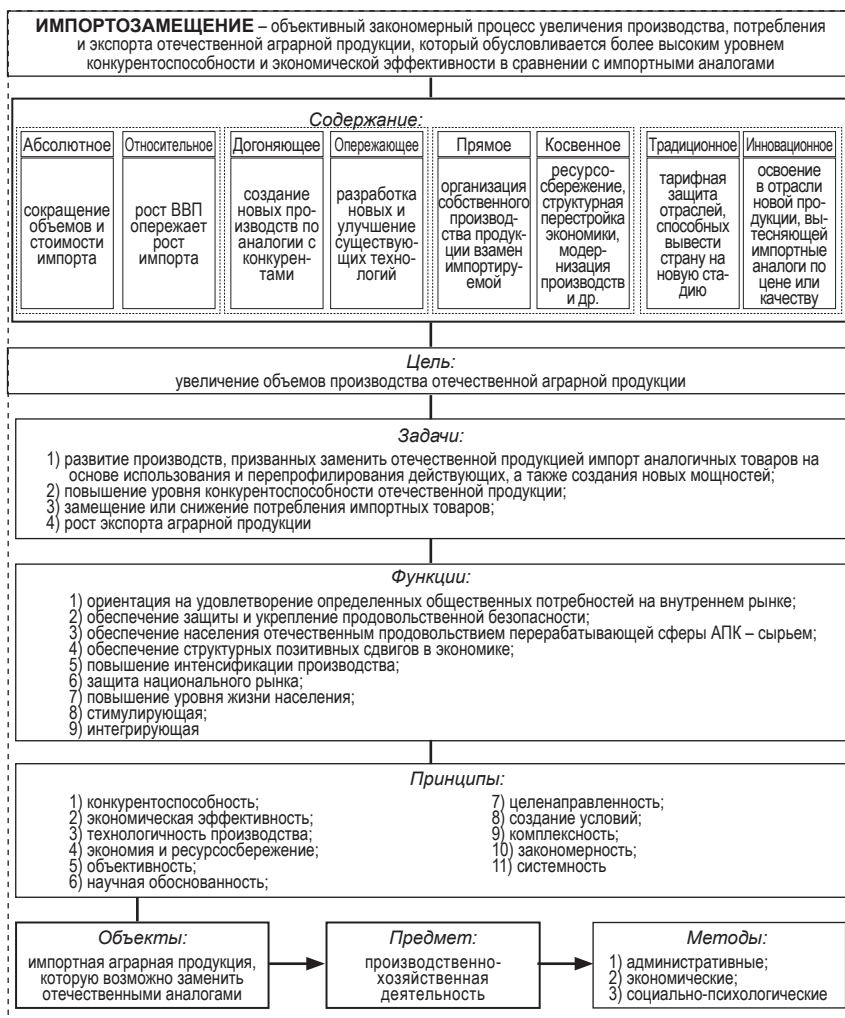 ИМПОРТОЗАМЕЩЕНИЕ – объективный закономерный процесс увеличения производства, потребления
и экспорта отечественной аграрной продукции, который обусловливается более высоким уровнем
конкурентоспособности и экономической эффективности в сравнении с импортными аналогами
Содержание:
Абсолютное
сокращение
объемов и
стоимости
импорта
Относительное
рост ВВП
опережает
рост
импорта
Догоняющее
создание
новых про-
изводств по
аналогии с
конкурен-
тами
Опережающее
разработка
новых и
улучшение
существую-
щих техно-
логий
Прямое
организация
собственного
производ-
ства продук-
ции взамен
импортиру-
емой
Косвенное
ресурсо-
сбережение,
структурная
перестройка
экономики,
модер-
низация
производств
и др.
Традиционное
тарифная
защита
отраслей,
способных
вывести
страну на
новую ста-
дию
Инновационное
освоение
в отрасли
новой про-
дукции, вы-
тесняющей
импортные
аналоги по
цене или
качеству
Цель:
увеличение объемов производства отечественной аграрной продукции
Задачи:
1) развитие производств, призванных заменить отечественной продукцией импорт аналогичных товаров на
основе использования и перепрофилирования действующих, а также создания новых мощностей;
2) повышение уровня конкурентоспособности отечественной продукции;
3) замещение или снижение потребления импортных товаров;
4) рост экспорта аграрной продукции
Функции:
1) ориентация на удовлетворение определенных общественных потребностей на внутреннем рынке;
2) обеспечение защиты и укрепление продовольственной безопасности;
3) обеспечение населения отечественным продовольствием перерабатывающей сферы АПК – сырьем;
4) обеспечение структурных позитивных сдвигов в экономике;
5) повышение интенсификации производства;
6) защита национального рынка;
7) повышение уровня жизни населения;
8) стимулирующая;
9) интегрирующая
Принципы:
1) конкурентоспособность;
2) экономическая эффективность;
3) технологичность производства;
4) экономия и ресурсосбережение;
5) объективность;
6) научная обоснованность;
7) целенаправленность;
8) создание условий;
9) комплексность;
10) закономерность;
11) системность
Объекты:
импортная аграрная продукция,
которую возможно заменить
отечественными аналогами
Предмет:
производственно-
хозяйственная
деятельность
Методы:
1) административные;
2) экономические;
3) социально-психологические